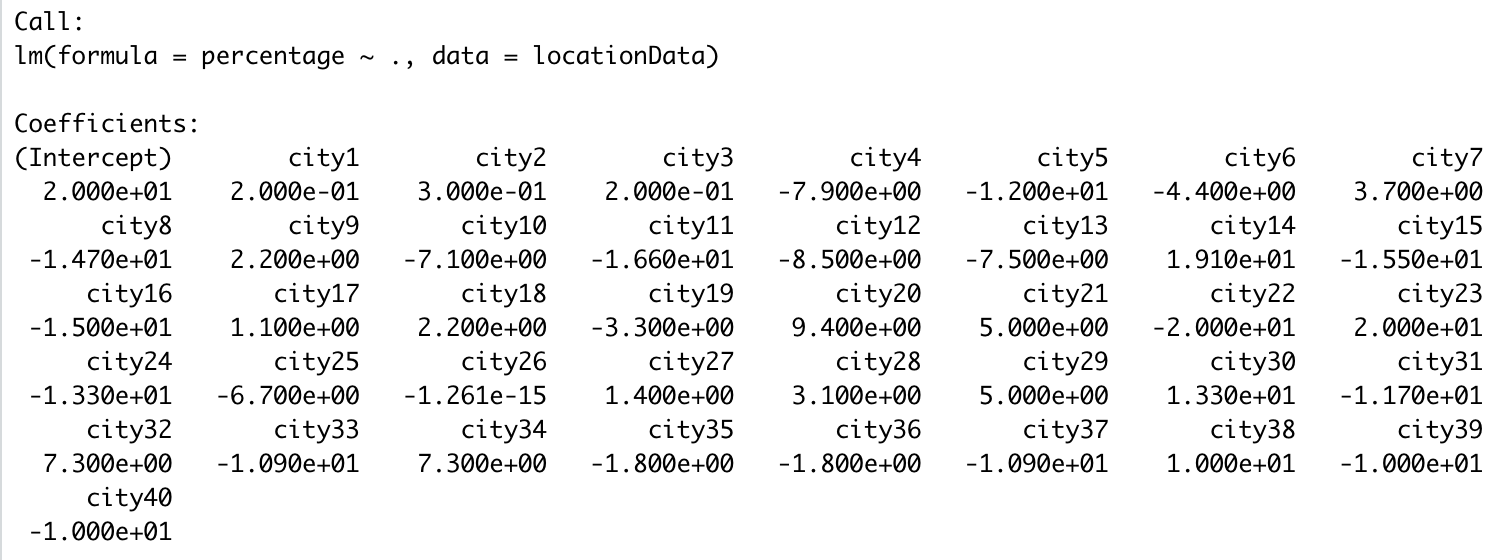 Call:
lm(formula = percentage ~ ., data = locationData)
Coefficients:
(Intercept) city1 city2 city3 city4 city5 city6 city7
2.000e+01 2.000e-01 3.000e-01 2.000e-01 -7.900e+00 -1.200e+01 -4.400e+00 3.700e+00
city8 city9 city10 city11 city12 city13 city14 city15
-1.470e+01 2.200e+00 -7.100e+00 -1.660e+01 -8.500e+00 -7.500e+00 1.910e+01 -1.550e+01
city16 city17 city18 city19 city20 city21 city22 city23
-1.500e+01 1.100e+00 2.200e+00 -3.300e+00 9.400e+00 5.000e+00 -2.000e+01 2.000e+01
city24 city25 city26 city27 city28 city29 city30 city31
-1.330e+01 -6.700e+00 -1.261e-15 1.400e+00 3.100e+00 5.000e+00 1.330e+01 -1.170e+01
city32 city33 city34 city35 city36 city37 city38 city39
7.300e+00 -1.090e+01 7.300e+00 -1.800e+00 -1.800e+00 -1.090e+01 1.000e+01 -1.000e+01
city40
-1.000e+01